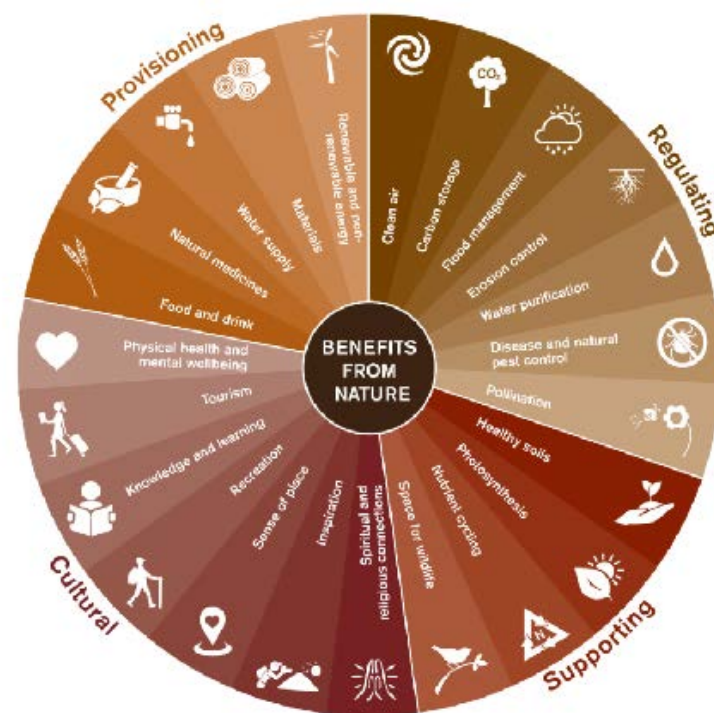 Provisioning
Renewable and non-
renewable energy
Materials
Water supply
Natural medicines
Food and drink
Regulating
Clean air
CO₂
Carbon storage
Flood management
Erosion control
Water purification
Disease and natural
pest control
Pollination
BENEFITS
FROM
NATURE
Supporting
Healthy soils
Photosynthesis
Nutrient cycling
N
Space for wildlife
Cultural
Physical health and
mental wellbeing
Tourism
Knowledge and learning
Recreation
Sense of place
Inspiration
Spiritual and
religious connections